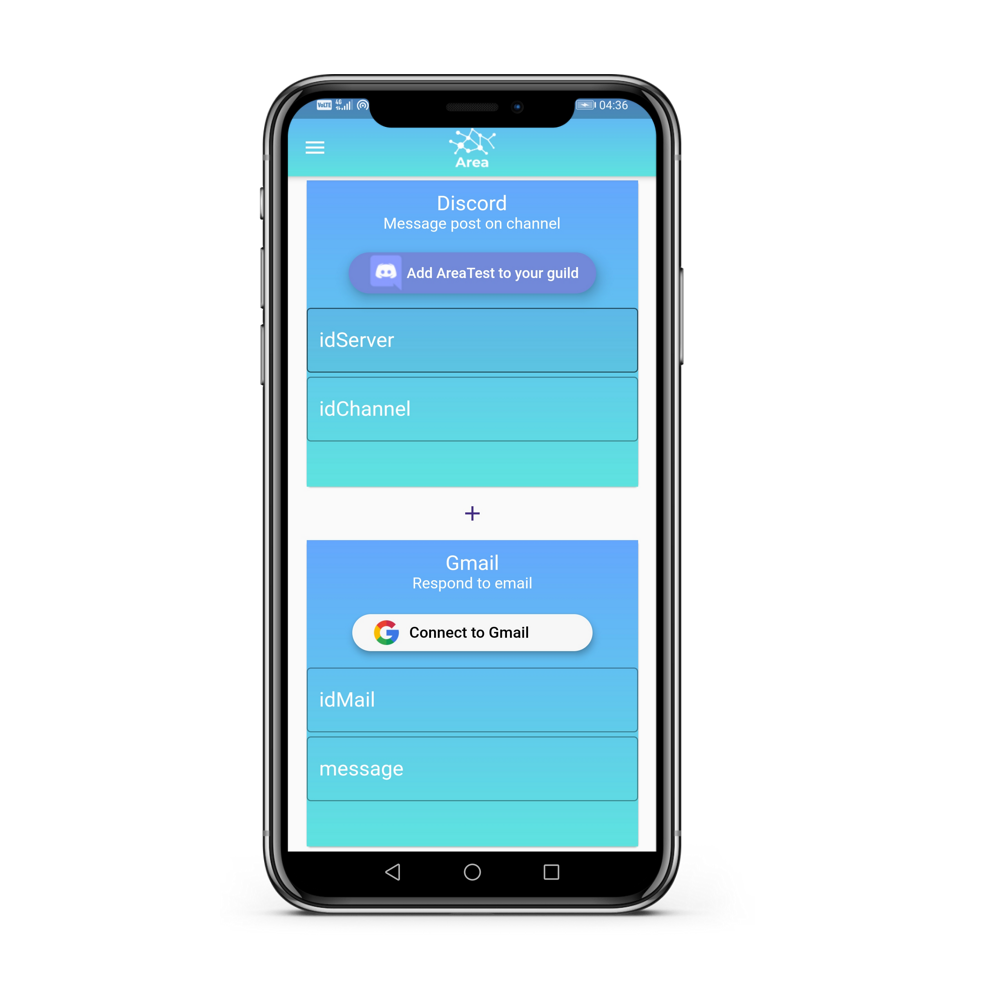 VoLTE
04:36
Area
Discord
Message post on channel
Add AreaTest to your guild
idServer
idChannel
+
Gmail
Respond to email
Connect to Gmail
idMail
message